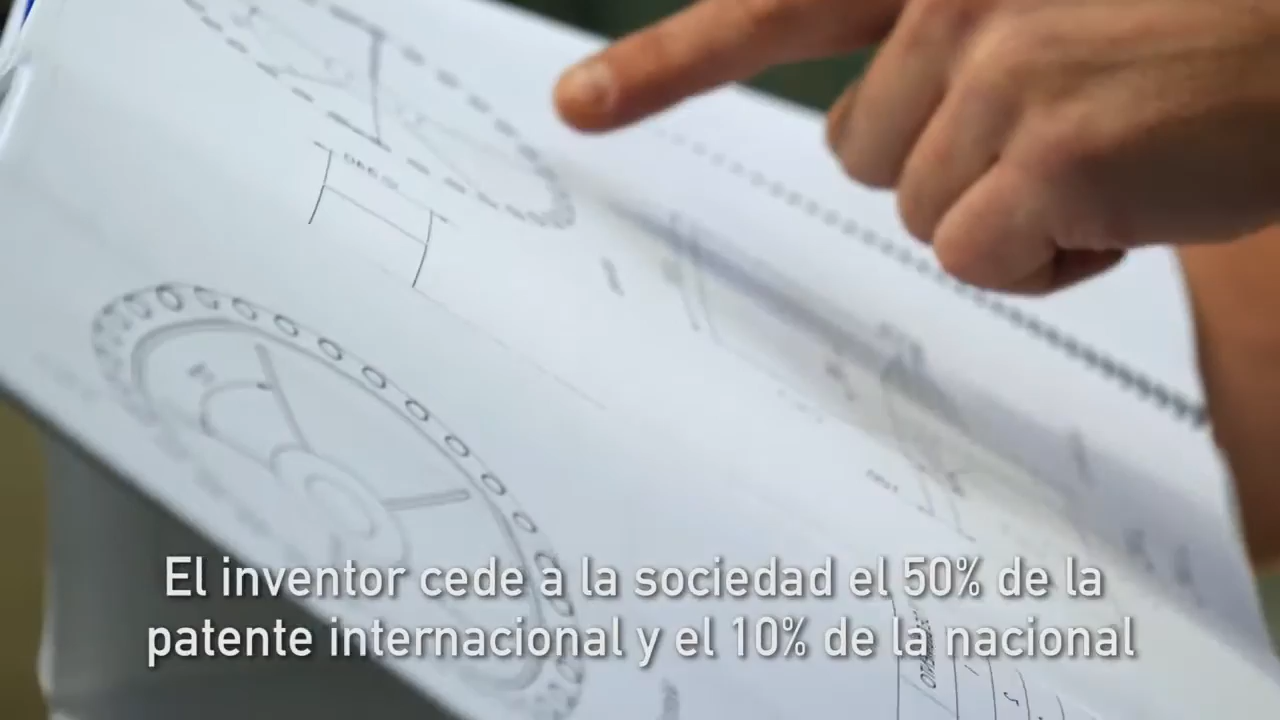 El inventor cede a la sociedad el 50% de la
patente internacional y el 10% de la nacional